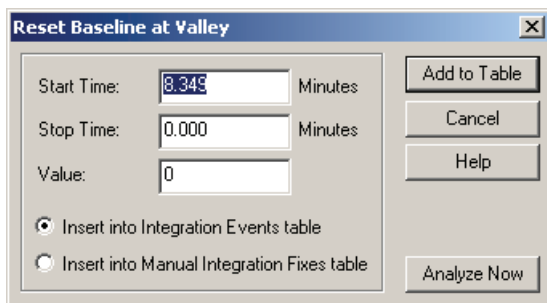 Reset Baseline at Valley
Start Time: 8.349 Minutes
Stop Time: 0.000 Minutes
Value: 0
Insert into Integration Events table
Insert into Manual Integration Fixes table
Add to Table
Cancel
Help
Analyze Now